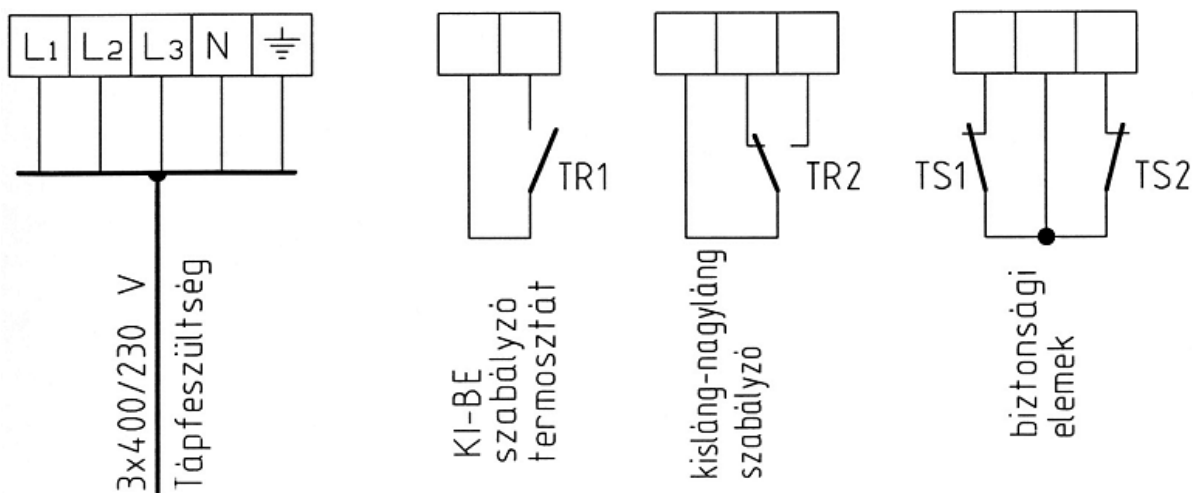 L1 L2 L3 N
TR1
TR2
TS1
TS2
3x400/230 V
Tápfeszültség
KI-BE
szabályzó
termosztát
kisláng-nagyláng
szabályzó
biztonsági
elemek